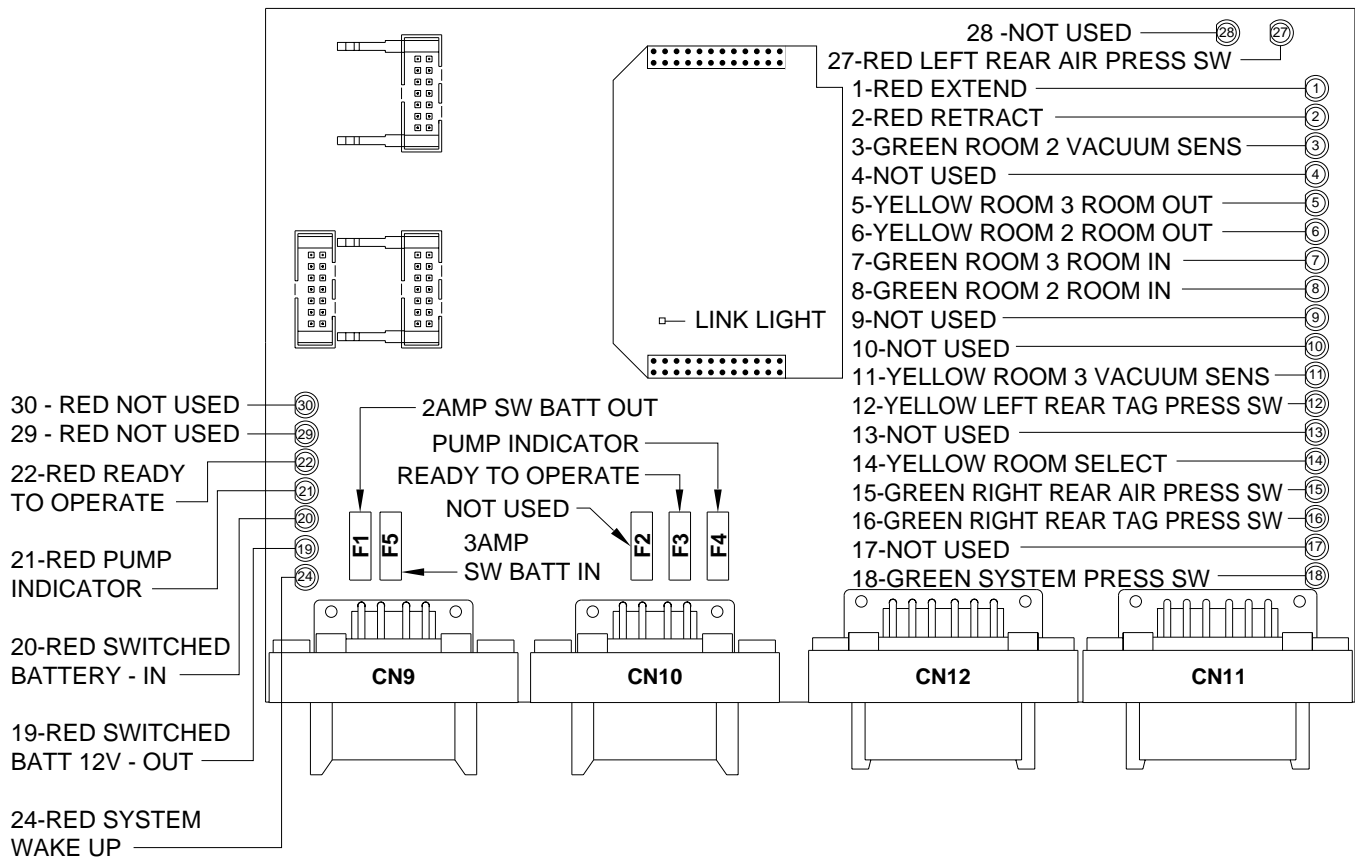 28 -NOT USED
28
27
27-RED LEFT REAR AIR PRESS SW
1-RED EXTEND
1
2-RED RETRACT
2
3-GREEN ROOM 2 VACUUM SENS
3
4-NOT USED
4
5-YELLOW ROOM 3 ROOM OUT
5
6-YELLOW ROOM 2 ROOM OUT
6
7-GREEN ROOM 3 ROOM IN
7
8-GREEN ROOM 2 ROOM IN
8
LINK LIGHT
9-NOT USED
9
10-NOT USED
10
11-YELLOW ROOM 3 VACUUM SENS
11
12-YELLOW LEFT REAR TAG PRESS SW
12
13-NOT USED
13
14-YELLOW ROOM SELECT
14
15-GREEN RIGHT REAR AIR PRESS SW
15
16-GREEN RIGHT REAR TAG PRESS SW
16
17-NOT USED
17
18-GREEN SYSTEM PRESS SW
18
30 - RED NOT USED
30
29 - RED NOT USED
29
22-RED READY
TO OPERATE
22
21-RED PUMP
INDICATOR
21
20-RED SWITCHED
BATTERY - IN
20
19-RED SWITCHED
BATT 12V - OUT
19
24-RED SYSTEM
WAKE UP
24
2AMP SW BATT OUT
PUMP INDICATOR
READY TO OPERATE
NOT USED
3AMP
SW BATT IN
F1
F5
F2
F3
F4
CN9
CN10
CN12
CN11